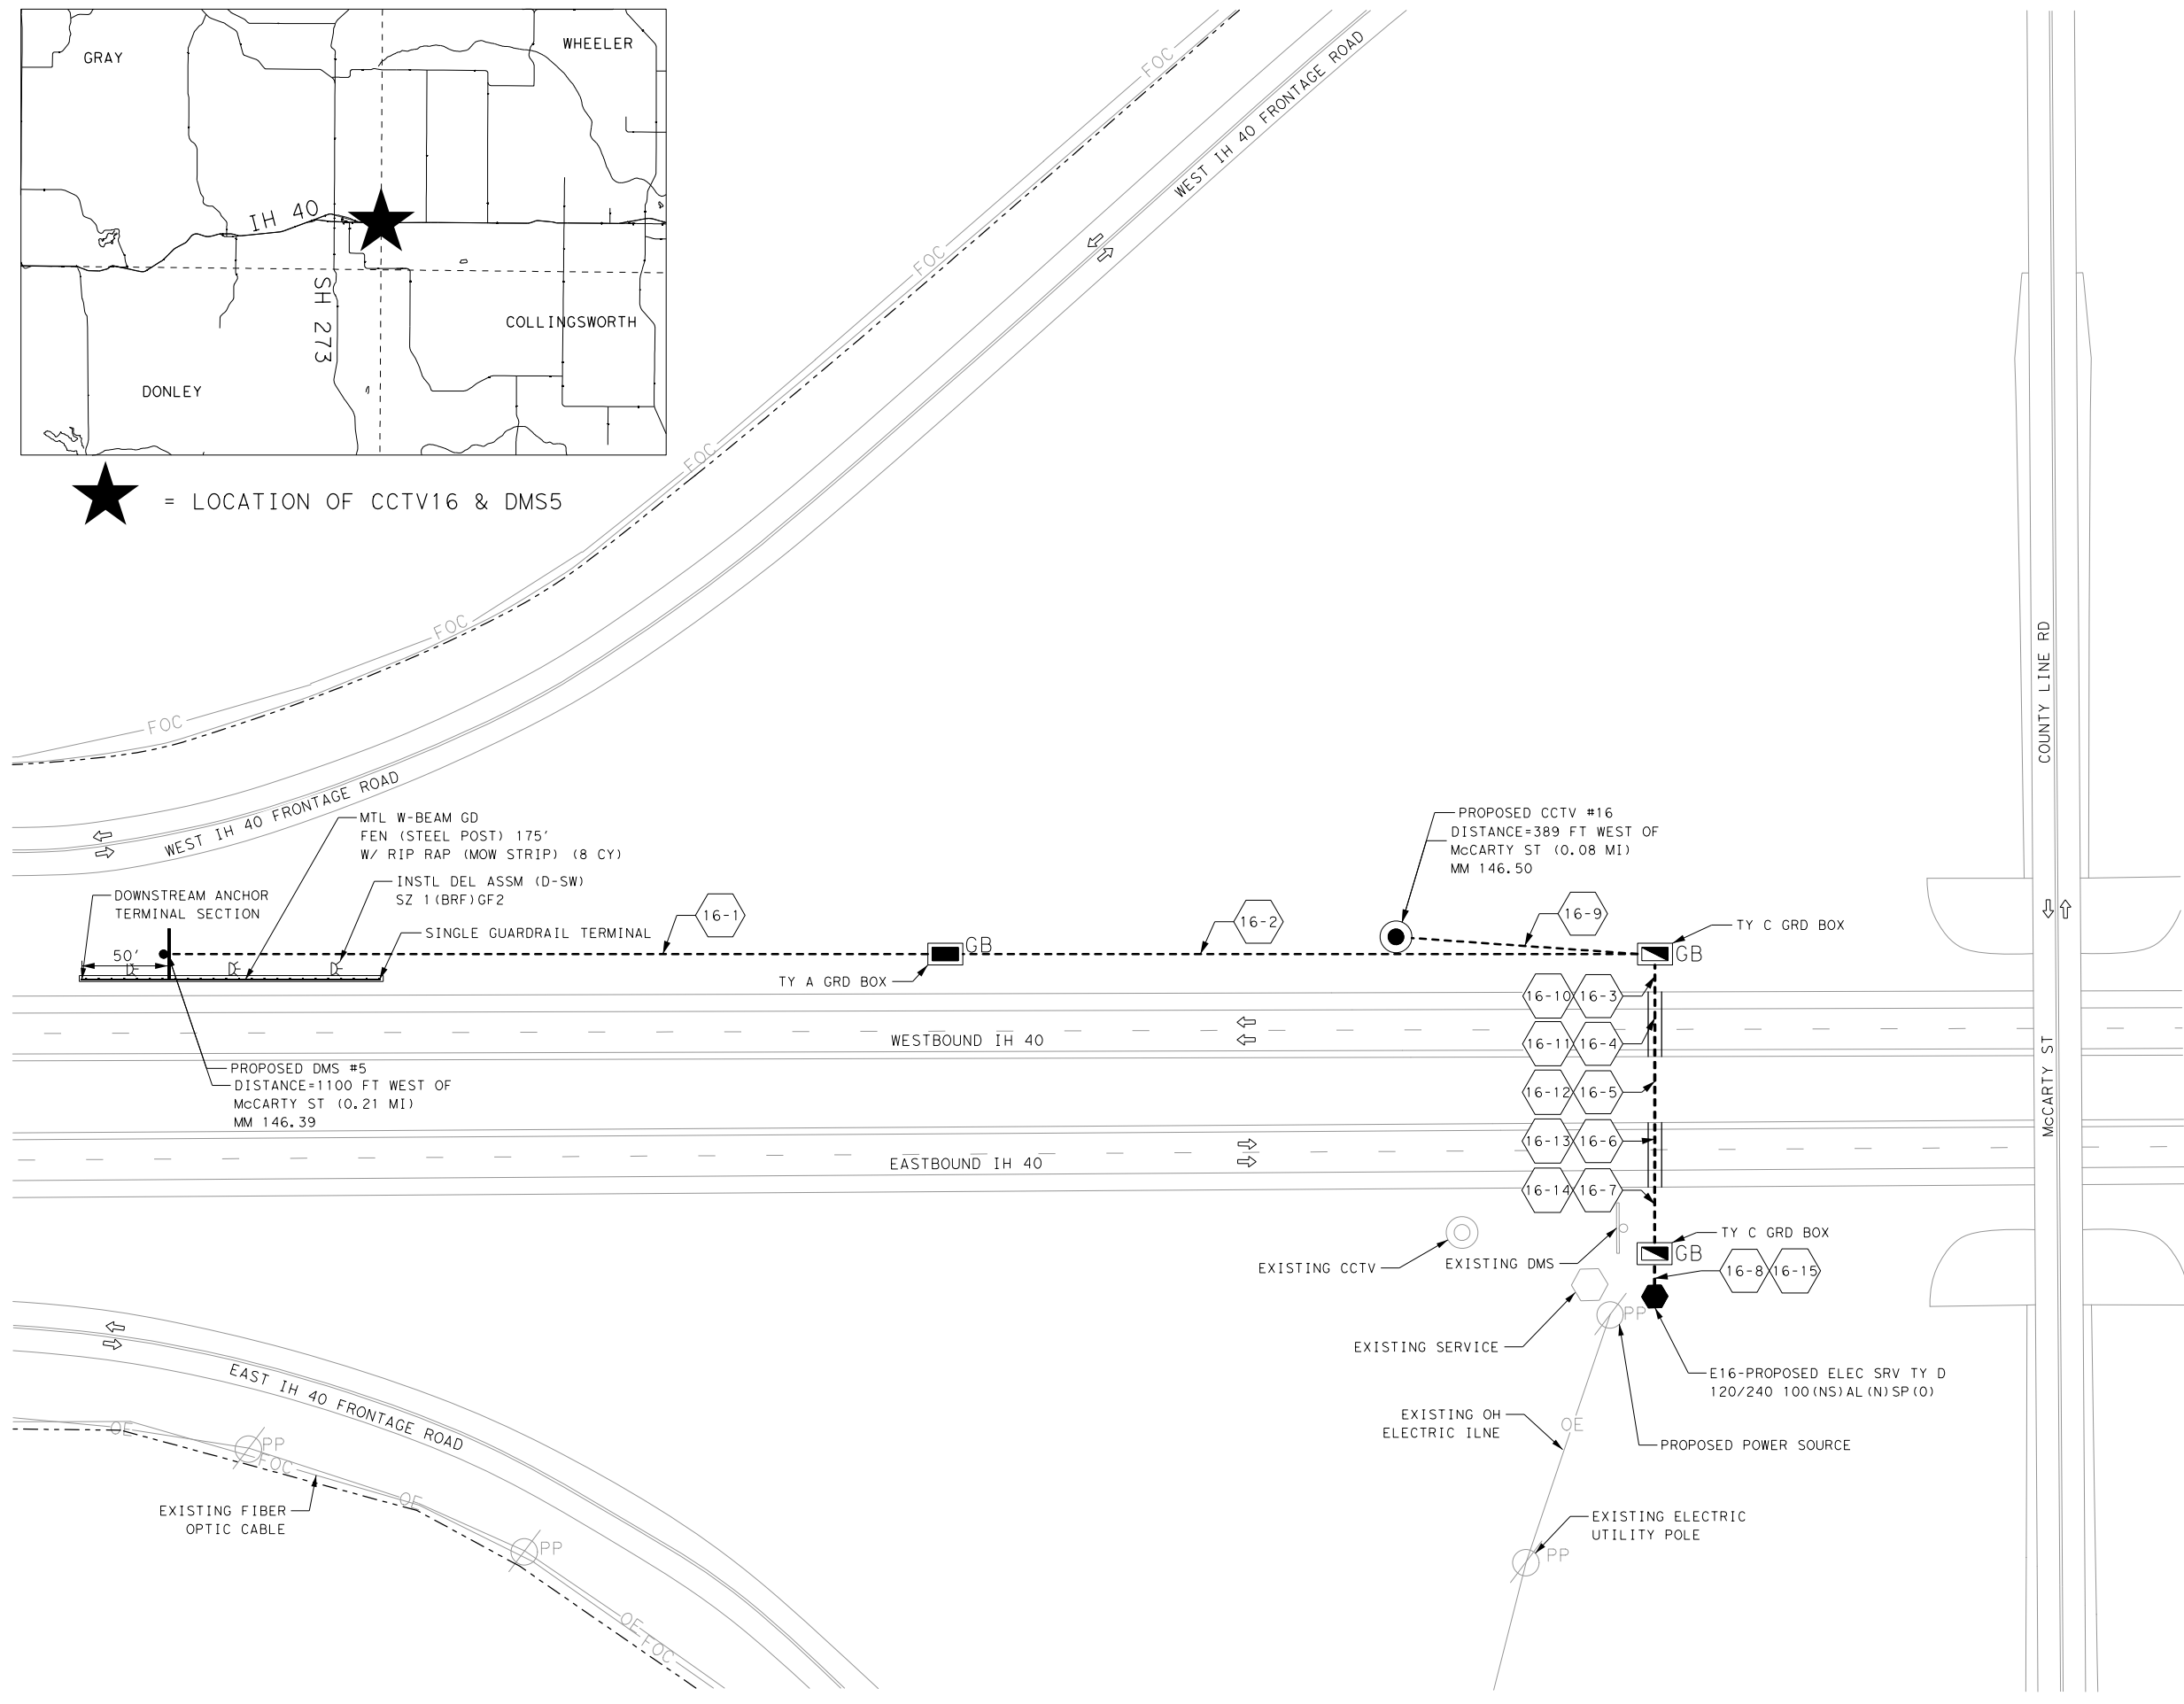 GRAY
WHEELER
IH 40
SH 273
COLLINGSWORTH
DONLEY
= LOCATION OF CCTV16 & DMS5
FOC
FOC
FOC
FOC
FOC
WEST IH 40 FRONTAGE ROAD
WEST IH 40 FRONTAGE ROAD
COUNTY LINE RD
McCARTY ST
MTL W-BEAM GD
FEN (STEEL POST) 175'
W/ RIP RAP (MOW STRIP) (8 CY)
INSTL DEL ASSM (D-SW)
SZ 1(BRF)GF2
DOWNSTREAM ANCHOR
TERMINAL SECTION
SINGLE GUARDRAIL TERMINAL
50'
16-1
16-2
16-9
PROPOSED CCTV #16
DISTANCE=389 FT WEST OF
McCARTY ST (0.08 MI)
MM 146.50
TY C GRD BOX
GB
GB
TY A GRD BOX
16-10
16-3
16-11
16-4
16-12
16-5
16-13
16-6
16-14
16-7
WESTBOUND IH 40
PROPOSED DMS #5
DISTANCE=1100 FT WEST OF
McCARTY ST (0.21 MI)
MM 146.39
EASTBOUND IH 40
TY C GRD BOX
GB
16-8
16-15
EXISTING CCTV
EXISTING DMS
EXISTING SERVICE
PP
E16-PROPOSED ELEC SRV TY D
120/240 100(NS)AL(N)SP(O)
EXISTING OH
ELECTRIC ILNE
OE
PROPOSED POWER SOURCE
EXISTING ELECTRIC
UTILITY POLE
PP
EAST IH 40 FRONTAGE ROAD
OE
PP
FOC
OE
EXISTING FIBER
OPTIC CABLE
PP
OE
FOC